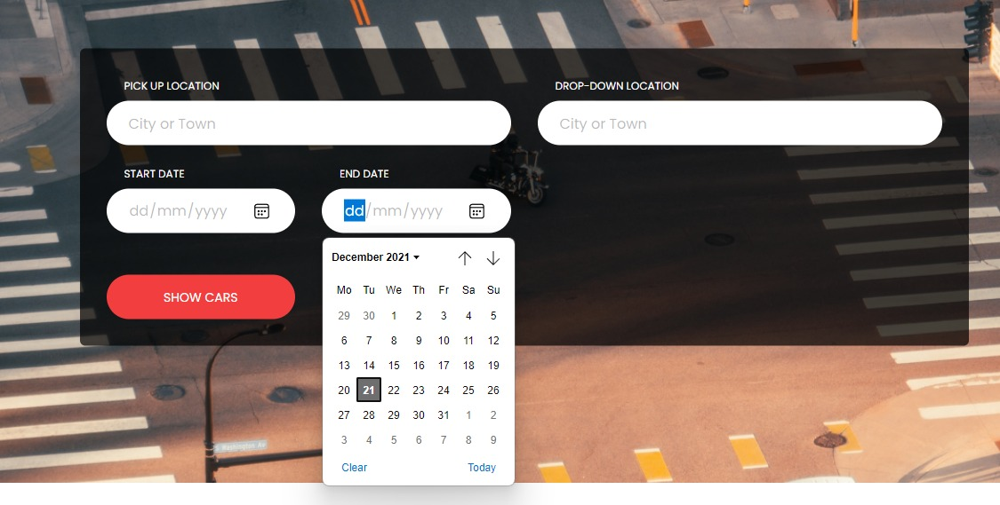 PICK UP LOCATION
DROP-DOWN LOCATION
City or Town
City or Town
START DATE
END DATE
dd/mm/yyyy
dd/mm/yyyy
December 2021
Mo Tu We Th Fr Sa Su
29 30 1 2 3 4 5
6 7 8 9 10 11 12
13 14 15 16 17 18 19
20 21 22 23 24 25 26
27 28 29 30 31 1 2
3 4 5 6 7 8 9
Clear Today
SHOW CARS
S Washington Av